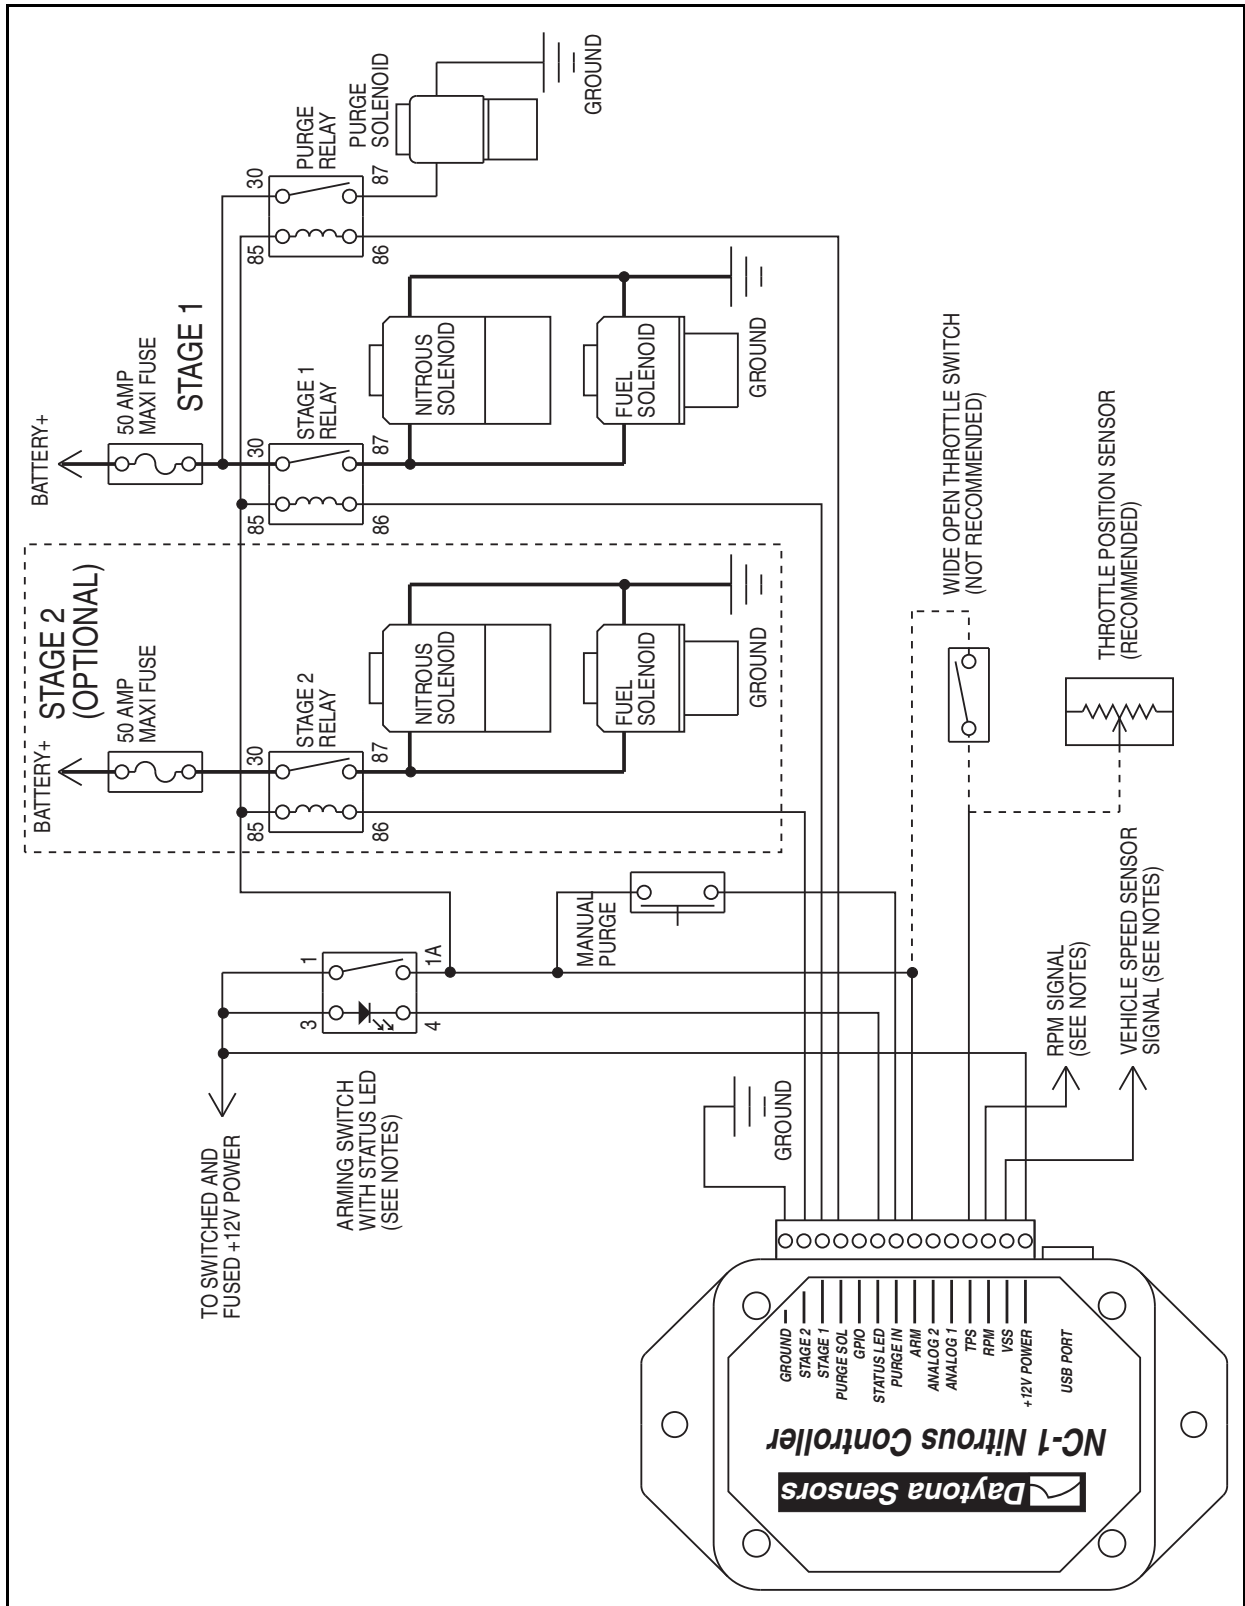 BATTERY+
50 AMP
MAXI FUSE
STAGE 2
(OPTIONAL)
85
30
STAGE 2
RELAY
86
87
NITROUS
SOLENOID
FUEL
SOLENOID
GROUND
BATTERY+
50 AMP
MAXI FUSE
STAGE 1
85
30
STAGE 1
RELAY
86
87
NITROUS
SOLENOID
FUEL
SOLENOID
GROUND
85
30
PURGE
RELAY
86
87
PURGE
SOLENOID
GROUND
TO SWITCHED AND
FUSED +12V POWER
3
1
4
1A
ARMING SWITCH
WITH STATUS LED
(SEE NOTES)
MANUAL
PURGE
GROUND
WIDE OPEN THROTTLE SWITCH
(NOT RECOMMENDED)
THROTTLE POSITION SENSOR
(RECOMMENDED)
RPM SIGNAL
(SEE NOTES)
VEHICLE SPEED SENSOR
SIGNAL (SEE NOTES)
GROUND
STAGE 2
STAGE 1
PURGE SOL
GPIO
STATUS LED
PURGE IN
ARM
ANALOG 2
ANALOG 1
TPS
RPM
VSS
+12V POWER
USB PORT
NC-1 Nitrous Controller
Daytona Sensors